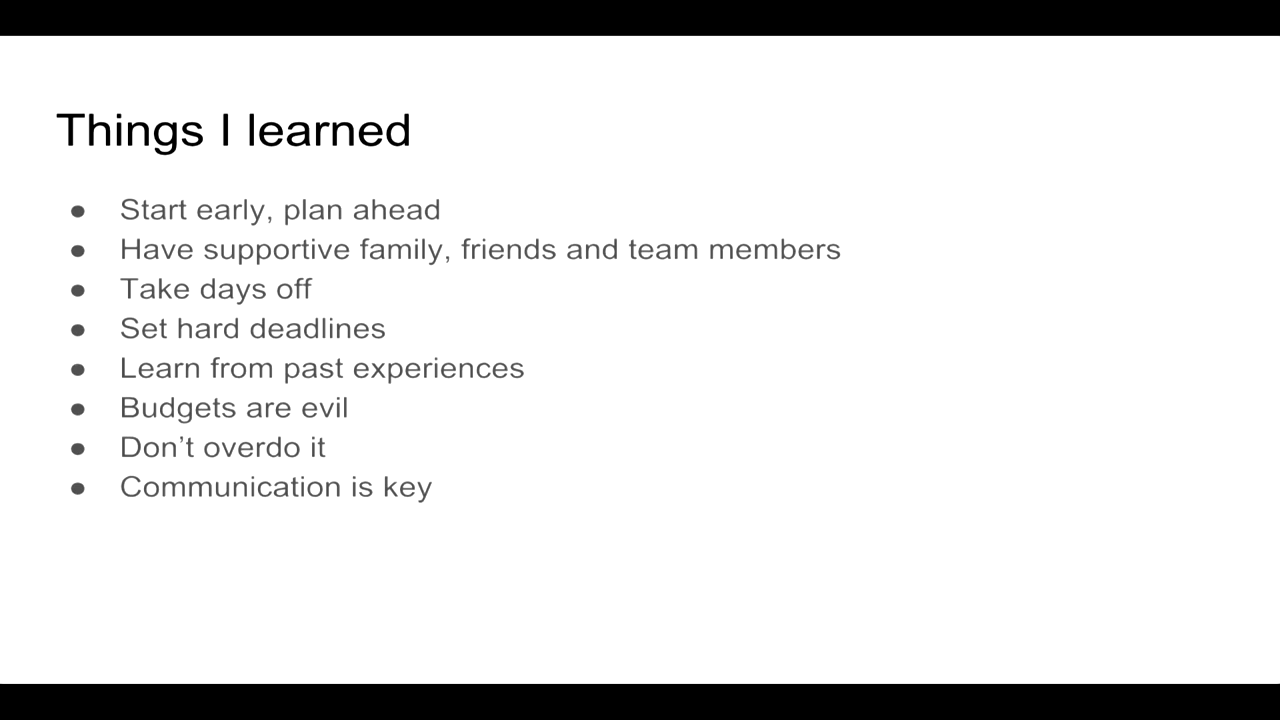 Things I learned
● Start early, plan ahead
● Have supportive family, friends and team members
● Take days off
● Set hard deadlines
● Learn from past experiences
● Budgets are evil
● Don’t overdo it
● Communication is key